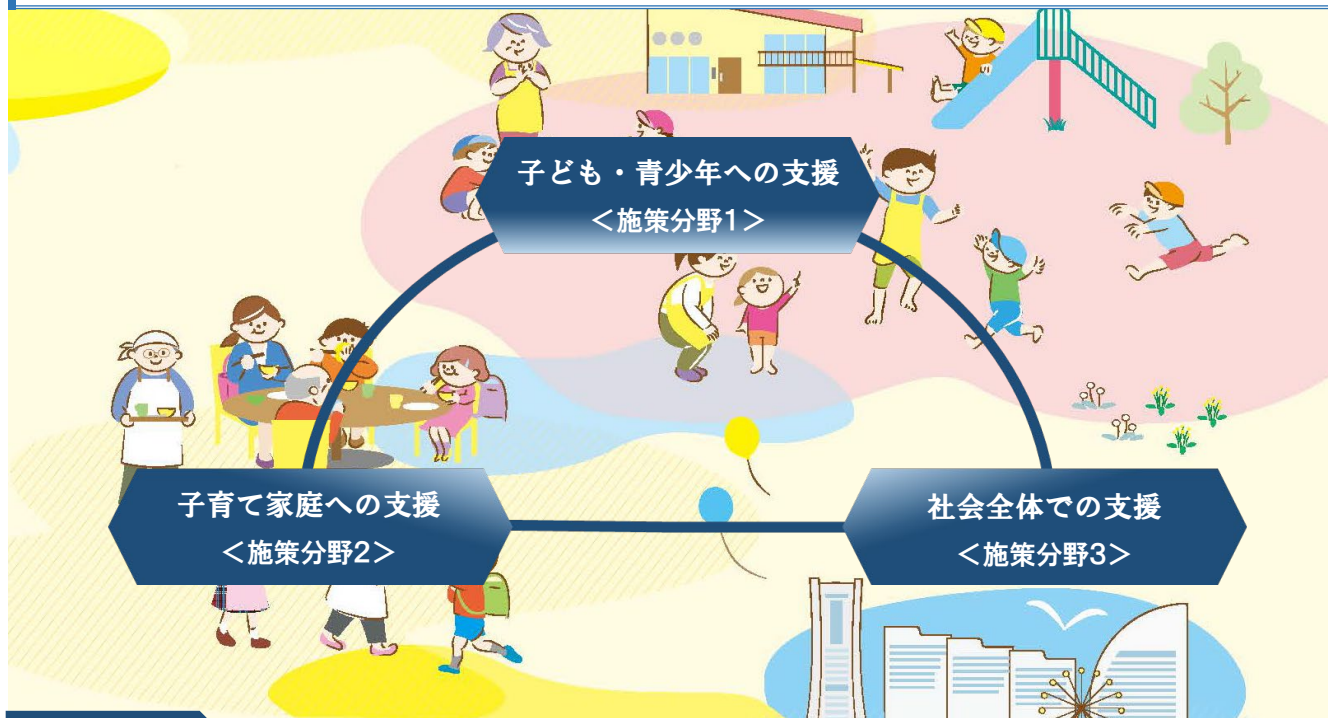 子ども・青少年への支援
＜施策分野1＞
子育て家庭への支援
＜施策分野2＞
社会全体での支援
＜施策分野3＞